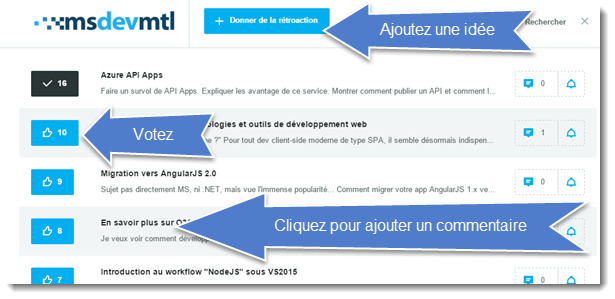 msdevmtl
+ Donner de la rétroaction
Ajoutez une idée
Rechercher
16
Azure API Apps
Faire un survol de API Apps. Expliquer les avantage de ce service. Montrer comment publier un API et comment l...
0
10
Votez
ologies et outils de développement web
e ?" Pour tout dev client-side moderne de type SPA, il semble désormais indispen...
1
9
Migration vers AngularJS 2.0
Sujet pas directement MS, ni .NET, mais vue l'immense popularité... Comment migrer votre app AngularJS 1.x ve...
0
8
En savoir plus sur
Je veux voir comment dévelop
Cliquez pour ajouter un commentaire
7
Introduction au workflow "NodeJS" sous VS2015
0